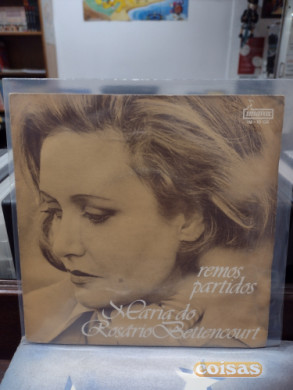 remos
partidos
Maria do
Rosário Bettencourt
coisas